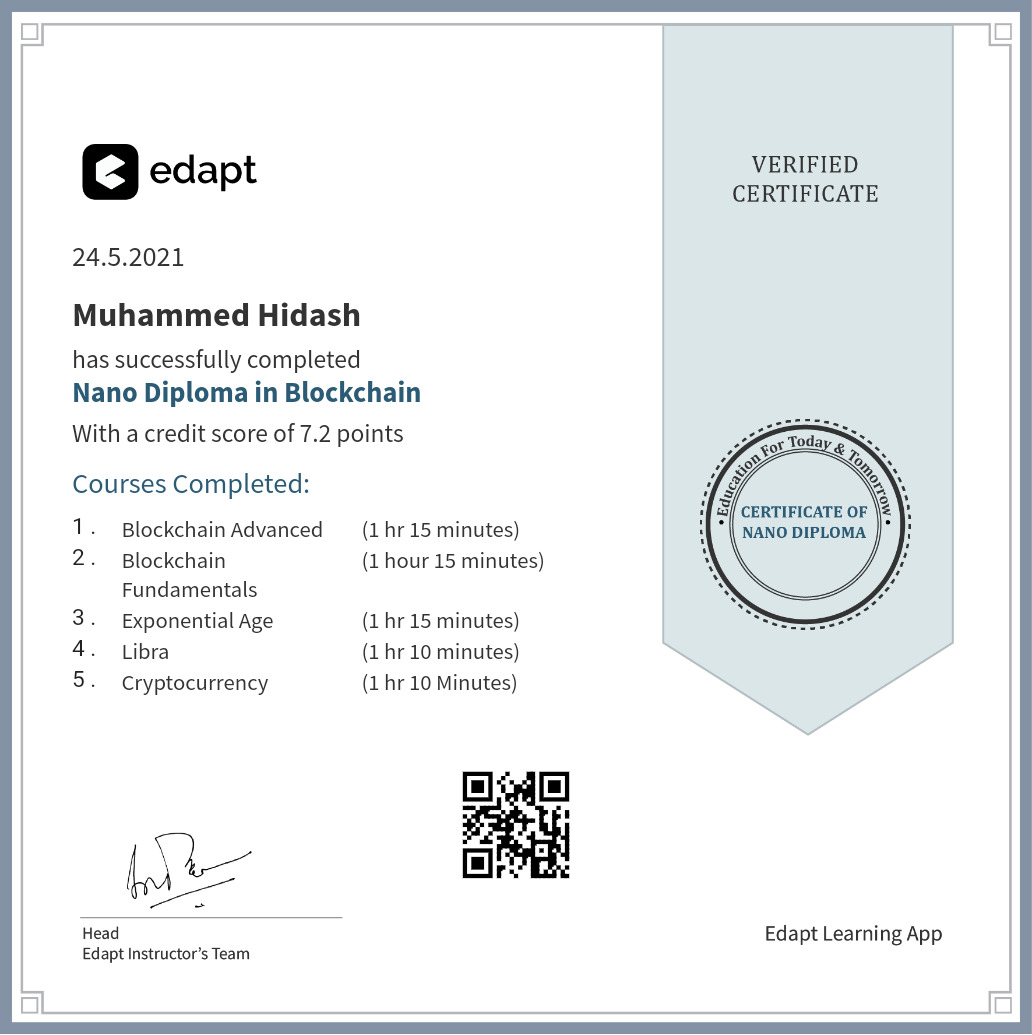 edapt
VERIFIED
CERTIFICATE
24.5.2021
Muhammed Hidash
has successfully completed
Nano Diploma in Blockchain
With a credit score of 7.2 points
Courses Completed:
1. Blockchain Advanced (1 hr 15 minutes)
2. Blockchain (1 hour 15 minutes)
Fundamentals
3. Exponential Age (1 hr 15 minutes)
4. Libra (1 hr 10 minutes)
5. Cryptocurrency (1 hr 10 Minutes)
• Education For Today & Tomorrow •
CERTIFICATE OF
NANO DIPLOMA
Head
Edapt Instructor’s Team
Edapt Learning App